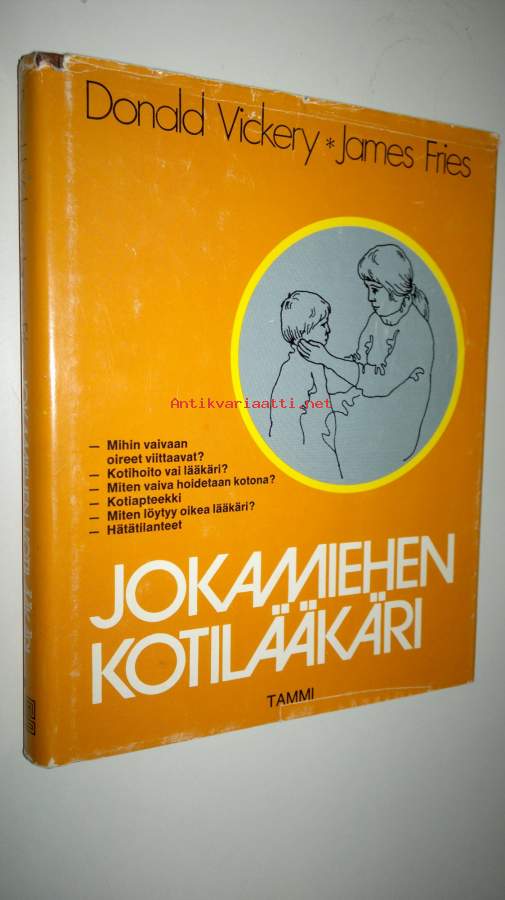 Donald Vickery * James Fries
Antikvariaatti.net
— Mihin vaivaan
oireet viittaavat?
— Kotihoito vai lääkäri?
— Miten vaiva hoidetaan kotona?
— Kotiapteekki
— Miten löytyy oikea lääkäri?
— Hätätilanteet
JOKAMIEHEN
KOTILÄÄKÄRI
TAMMI